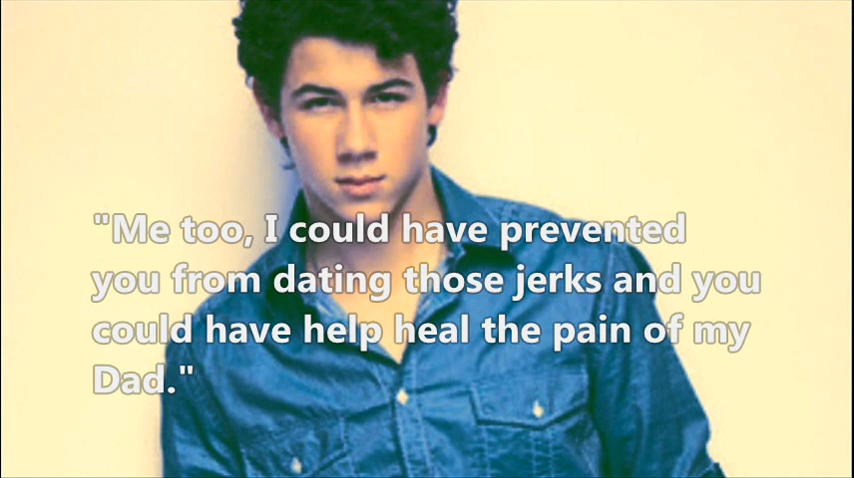 "Me too, I could have prevented
you from dating those jerks and you
could have help heal the pain of my
Dad."